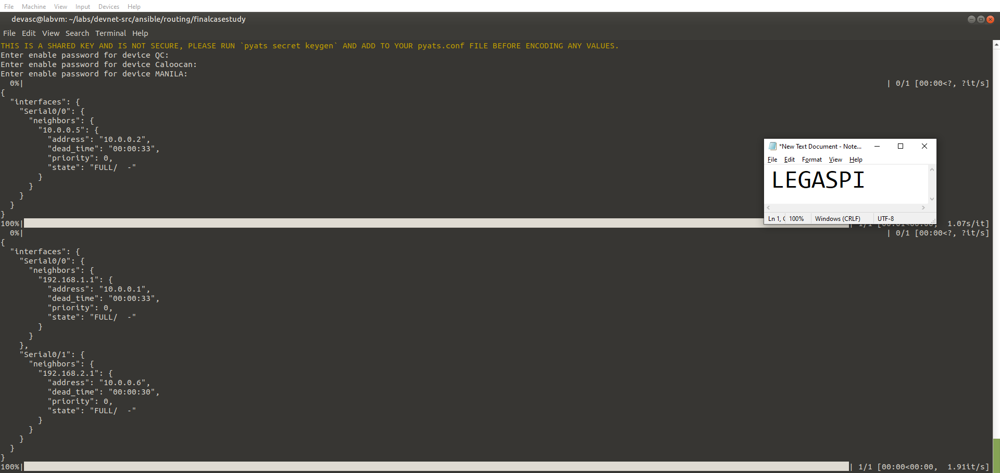 File Machine View Input Devices Help
devasc@labvm: ~/labs/devnet-src/ansible/routing/finalcasestudy
File Edit View Search Terminal Help
THIS IS A SHARED KEY AND IS NOT SECURE, PLEASE RUN `pyats secret keygen` AND ADD TO YOUR pyats.conf FILE BEFORE ENCODING ANY VALUES.
Enter enable password for device QC:
Enter enable password for device Caloocan:
Enter enable password for device MANILA:
  0%| | 0/1 [00:00<?, ?it/s]
{
  "interfaces": {
    "Serial0/0": {
      "neighbors": {
        "10.0.0.5": {
          "address": "10.0.0.2",
          "dead_time": "00:00:33",
          "priority": 0,
          "state": "FULL/  -"
        }
      }
    }
  }
}
*New Text Document - Note...
File Edit Format View Help
LEGASPI
Ln 1, 100% Windows (CRLF) UTF-8
100%| | 1/1 [00:01<00:00,  1.07s/it]
  0%| | 0/1 [00:00<?, ?it/s]
{
  "interfaces": {
    "Serial0/0": {
      "neighbors": {
        "192.168.1.1": {
          "address": "10.0.0.1",
          "dead_time": "00:00:33",
          "priority": 0,
          "state": "FULL/  -"
        }
      }
    },
    "Serial0/1": {
      "neighbors": {
        "192.168.2.1": {
          "address": "10.0.0.6",
          "dead_time": "00:00:30",
          "priority": 0,
          "state": "FULL/  -"
        }
      }
    }
  }
}
100%| | 1/1 [00:00<00:00,  1.91it/s]